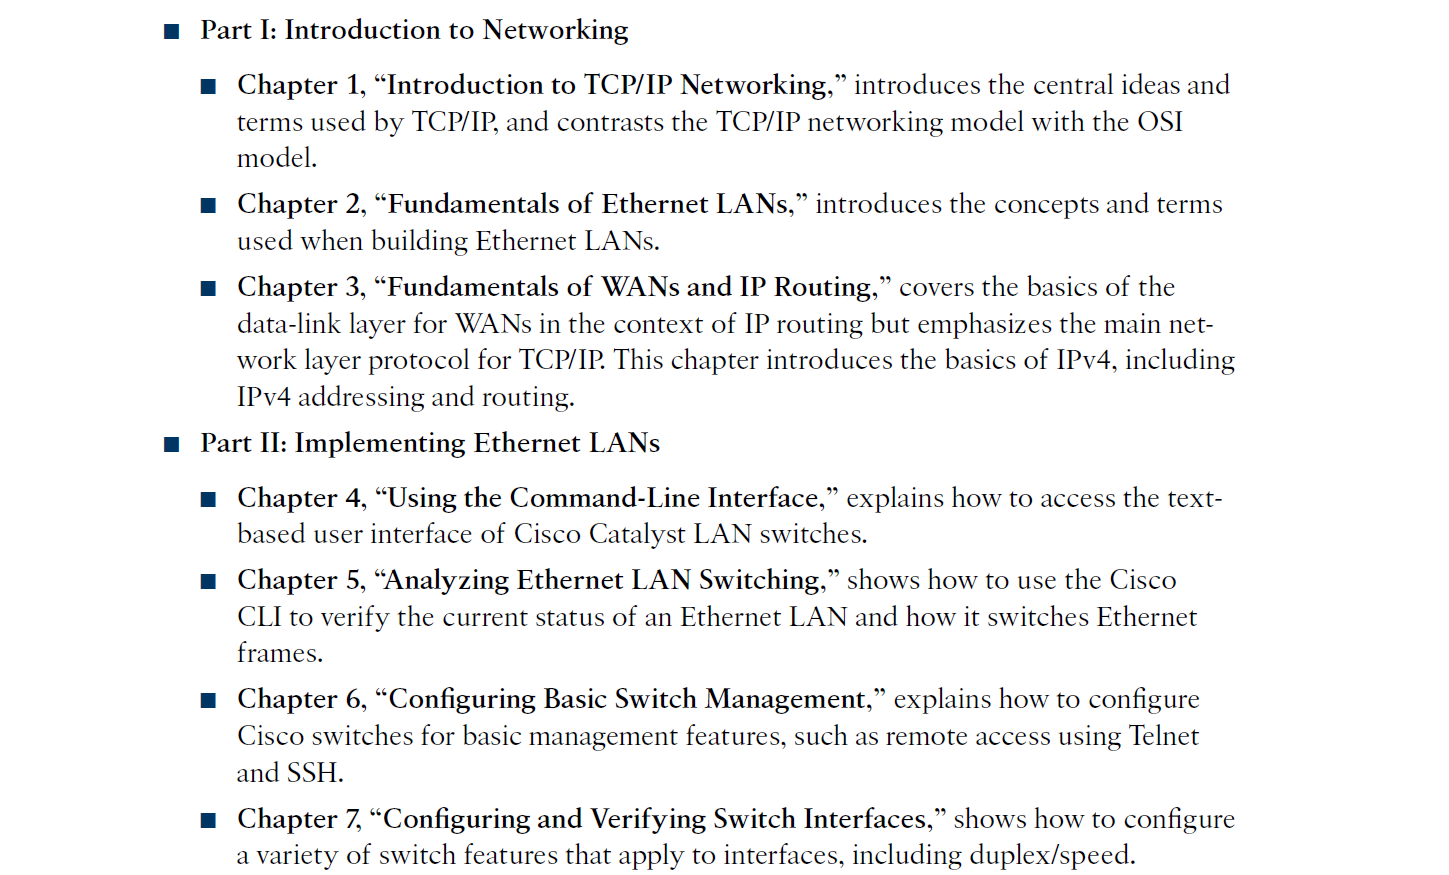 ■ Part I: Introduction to Networking
■ Chapter 1, “Introduction to TCP/IP Networking,” introduces the central ideas and
terms used by TCP/IP, and contrasts the TCP/IP networking model with the OSI
model.
■ Chapter 2, “Fundamentals of Ethernet LANs,” introduces the concepts and terms
used when building Ethernet LANs.
■ Chapter 3, “Fundamentals of WANs and IP Routing,” covers the basics of the
data-link layer for WANs in the context of IP routing but emphasizes the main net-
work layer protocol for TCP/IP. This chapter introduces the basics of IPv4, including
IPv4 addressing and routing.
■ Part II: Implementing Ethernet LANs
■ Chapter 4, “Using the Command-Line Interface,” explains how to access the text-
based user interface of Cisco Catalyst LAN switches.
■ Chapter 5, “Analyzing Ethernet LAN Switching,” shows how to use the Cisco
CLI to verify the current status of an Ethernet LAN and how it switches Ethernet
frames.
■ Chapter 6, “Configuring Basic Switch Management,” explains how to configure
Cisco switches for basic management features, such as remote access using Telnet
and SSH.
■ Chapter 7, “Configuring and Verifying Switch Interfaces,” shows how to configure
a variety of switch features that apply to interfaces, including duplex/speed.